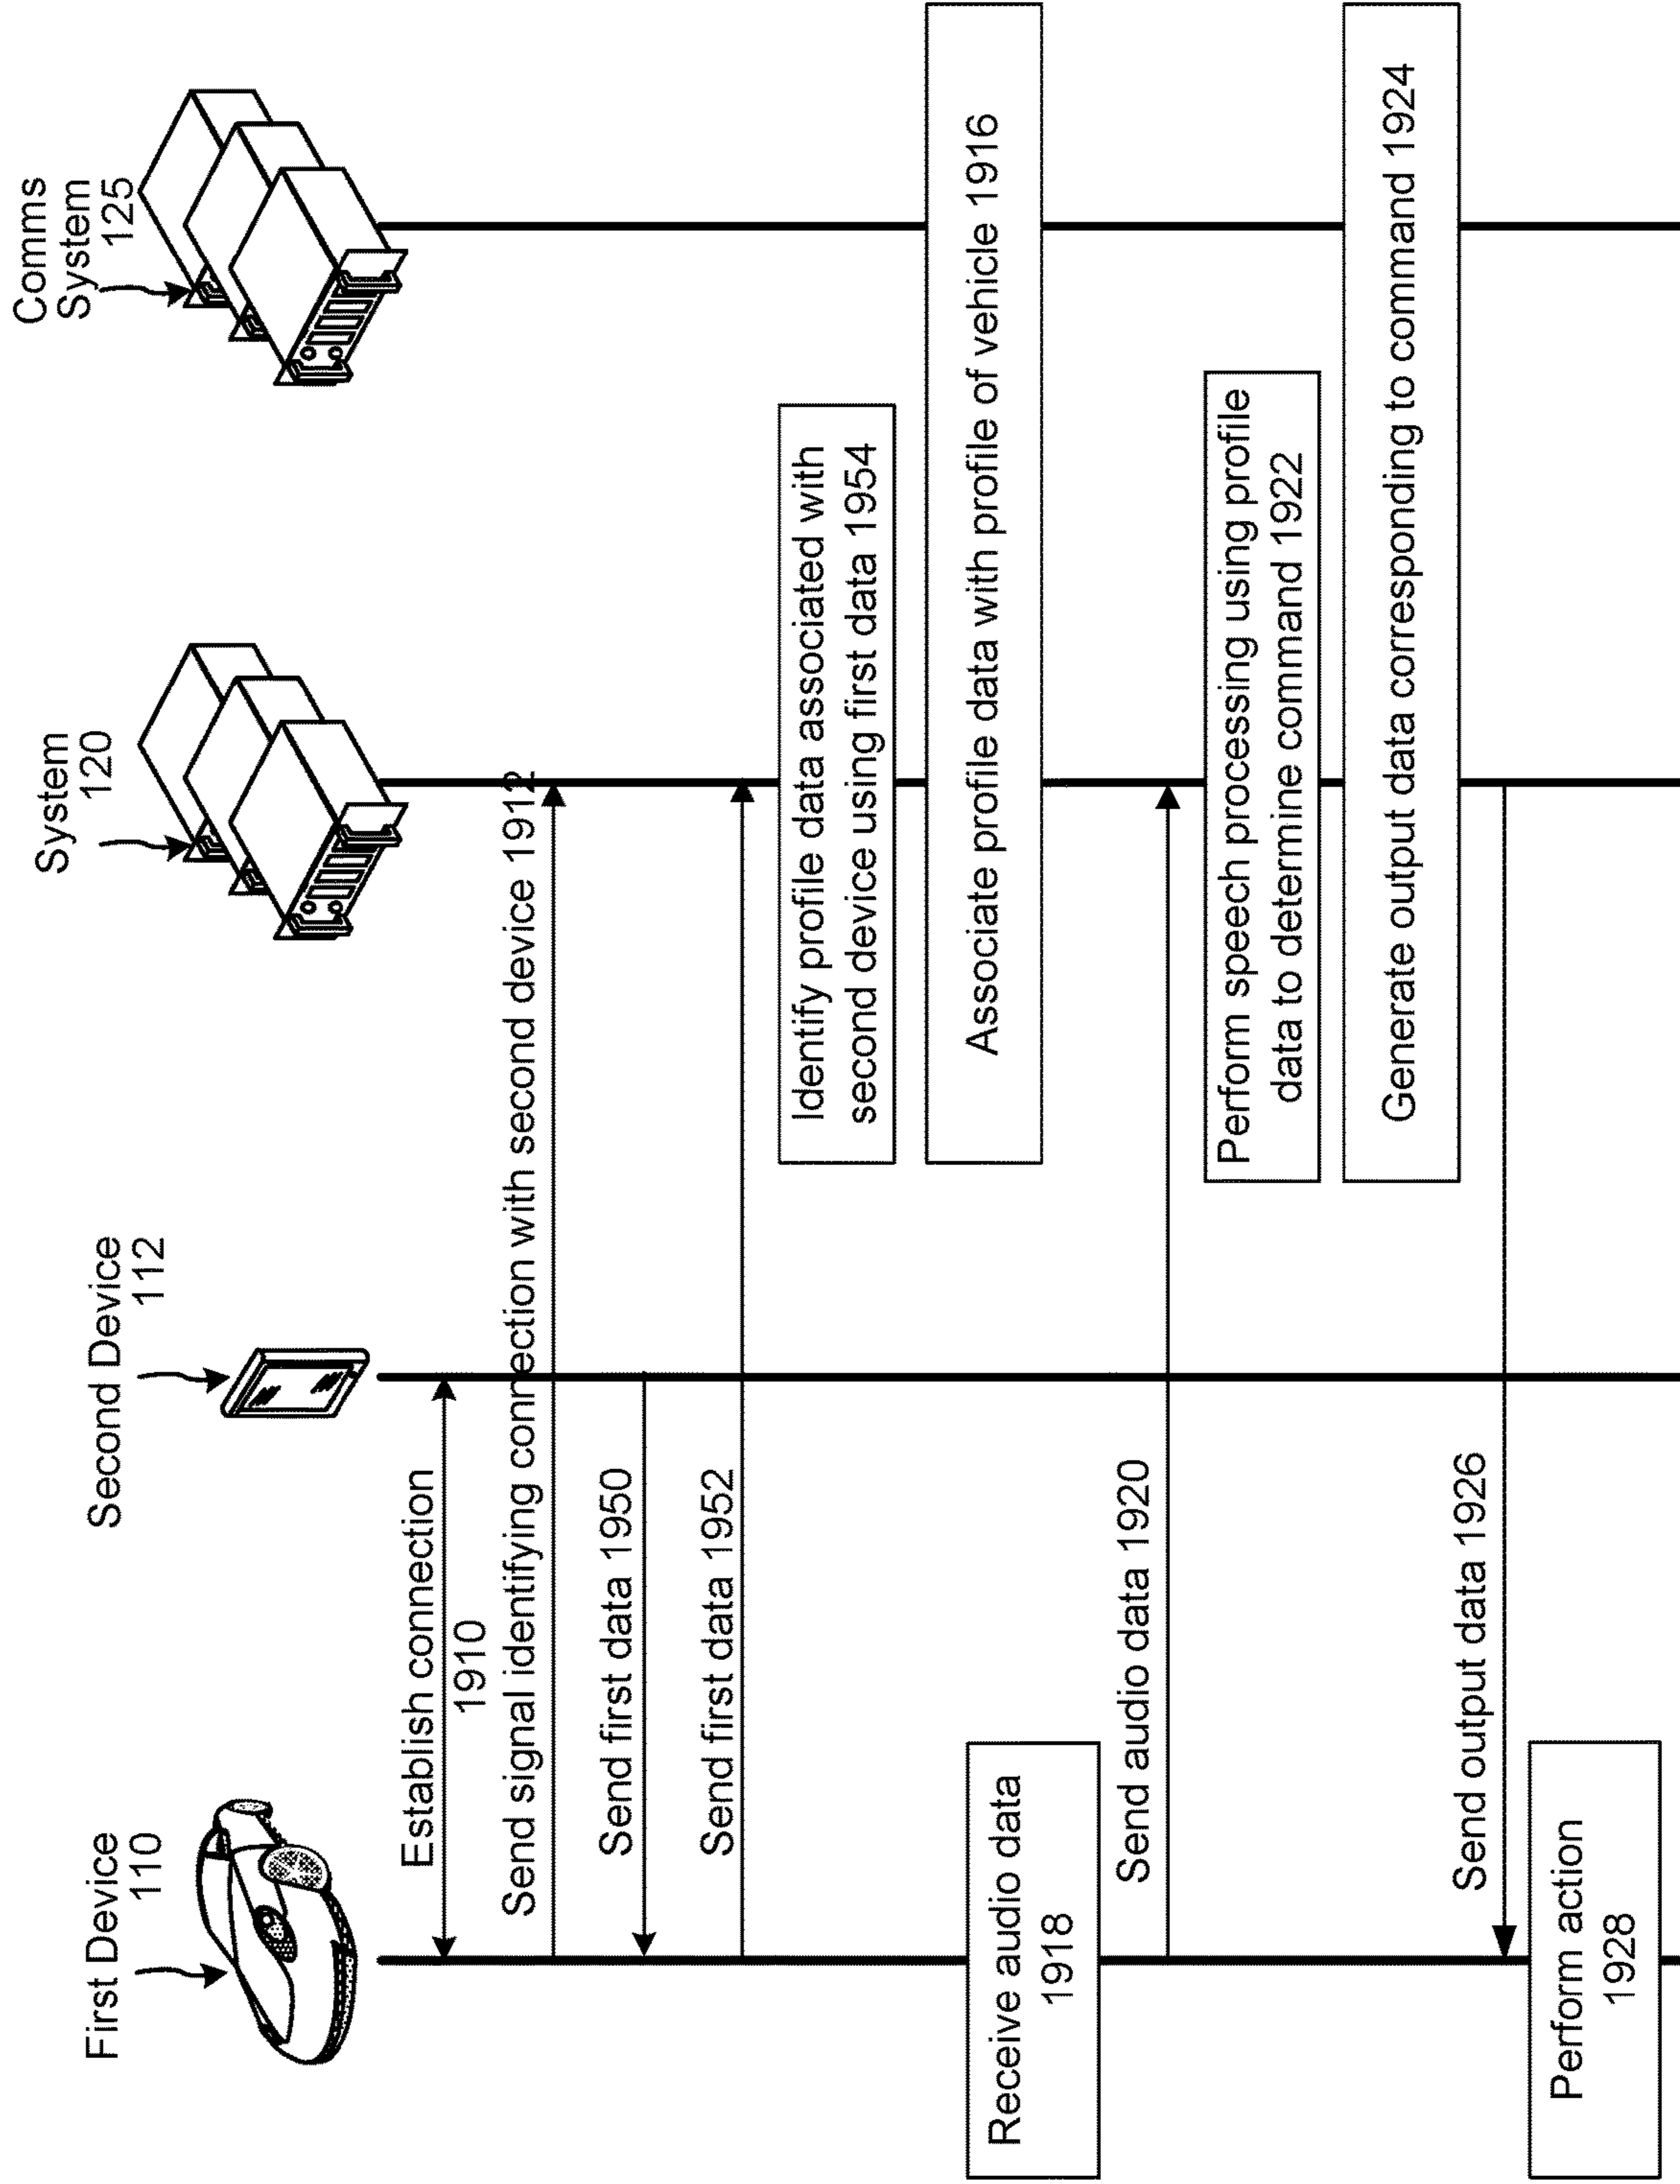 First Device
110
Second Device
112
System
120
Comms
System
125
Establish connection
1910
Send signal identifying connection with second device 1912
Send first data 1950
Send first data 1952
Identify profile data associated with
second device using first data 1954
Associate profile data with profile of vehicle 1916
Receive audio data
1918
Send audio data 1920
Perform speech processing using profile
data to determine command 1922
Generate output data corresponding to command 1924
Send output data 1926
Perform action
1928